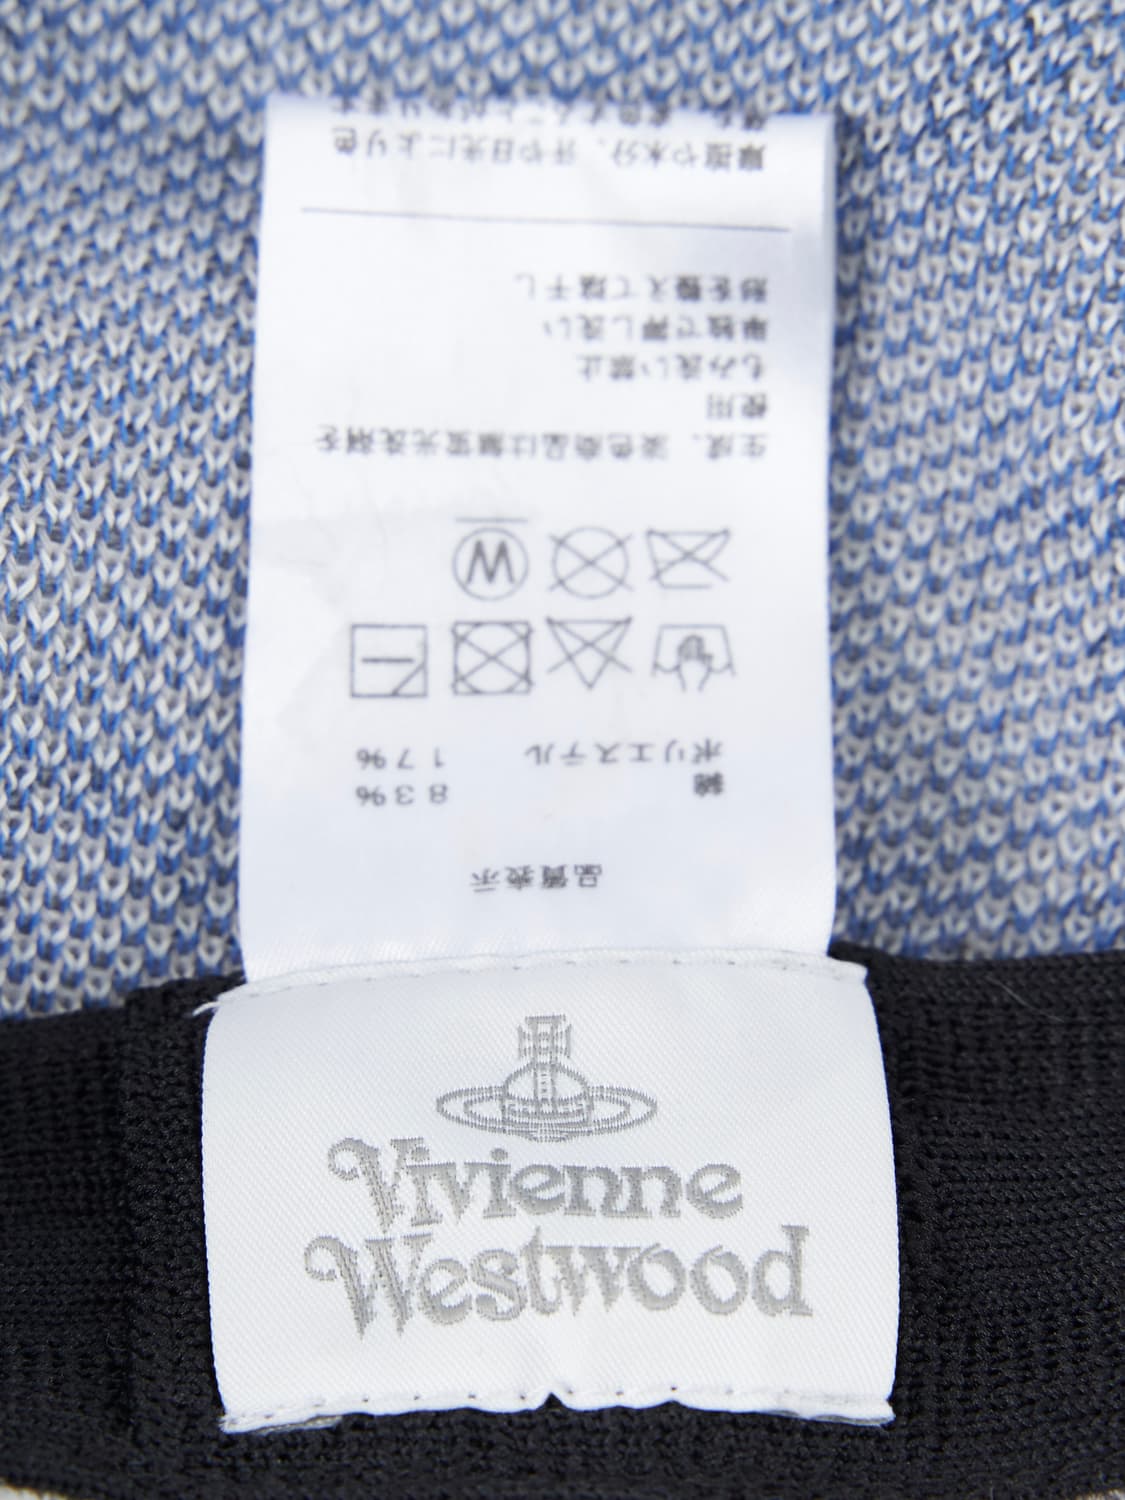 Vivienne
Westwood
品質表示
綿 83%
ポリエステル 17%
W
生成、淡色商品は無蛍光洗剤を
使用
もみ洗い禁止
単独で押し洗い
形を整えて陰干し
摩擦や水分、汗や日光により色